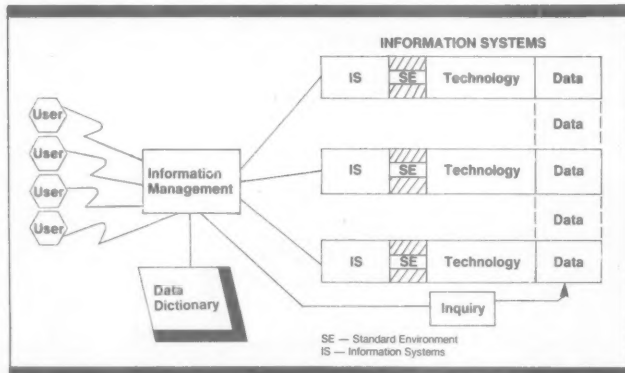 INFORMATION SYSTEMS
IS SE Technology Data
User
Data
User
Information
Management
IS SE Technology Data
User
Data
User
IS SE Technology Data
Data
Dictionary
Inquiry
SE — Standard Environment
IS — Information Systems